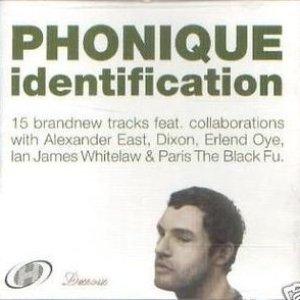 PHONIQUE
identification
15 brandnew tracks feat. collaborations
with Alexander East, Dixon, Erlend Oye,
Ian James Whitelaw & Paris The Black Fu.
Dessous